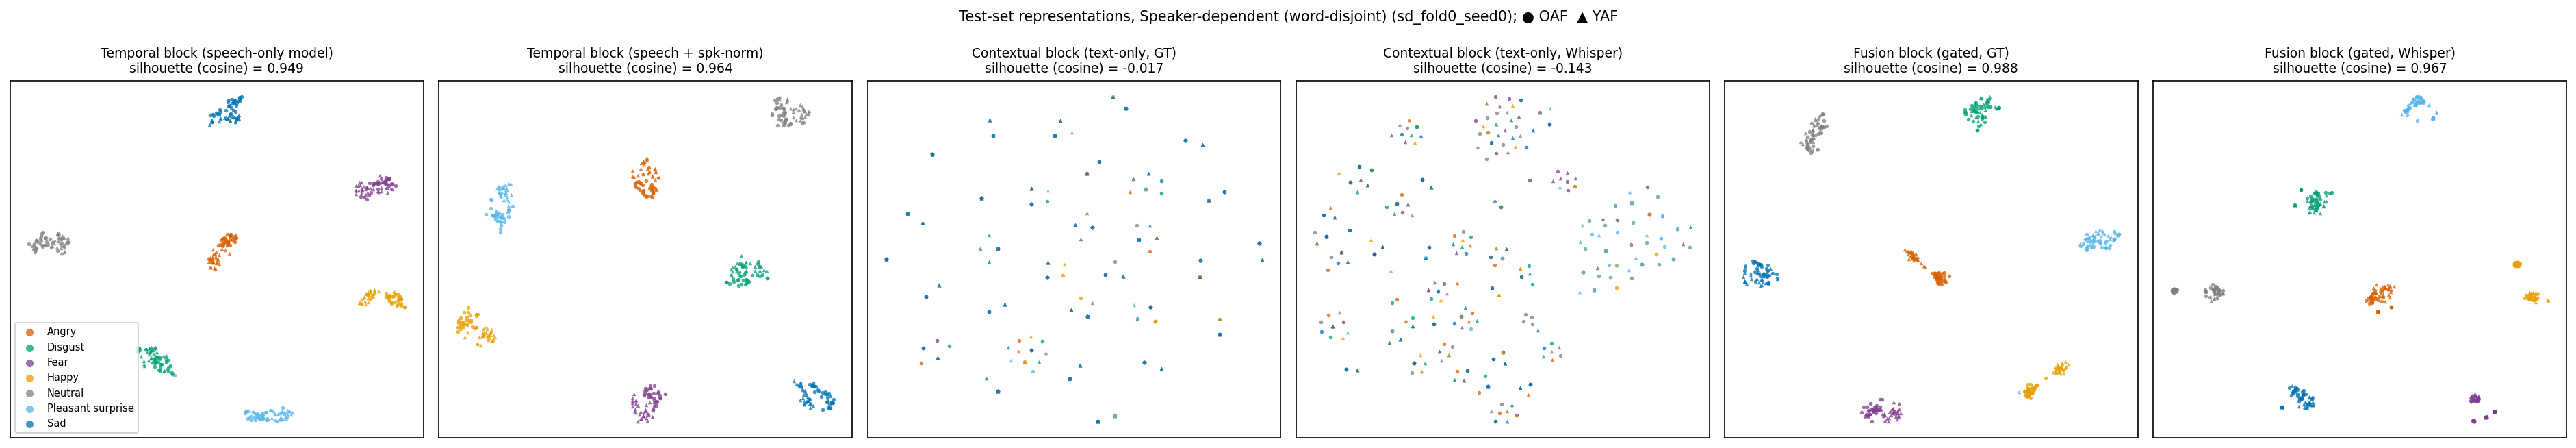 Test-set representations, Speaker-dependent (word-disjoint) (sd_fold0_seed0); ● OAF ▲ YAF
Temporal block (speech-only model)
silhouette (cosine) = 0.949
Temporal block (speech + spk-norm)
silhouette (cosine) = 0.964
Contextual block (text-only, GT)
silhouette (cosine) = -0.017
Contextual block (text-only, Whisper)
silhouette (cosine) = -0.143
Fusion block (gated, GT)
silhouette (cosine) = 0.988
Fusion block (gated, Whisper)
silhouette (cosine) = 0.967
Angry
Disgust
Fear
Happy
Neutral
Pleasant surprise
Sad